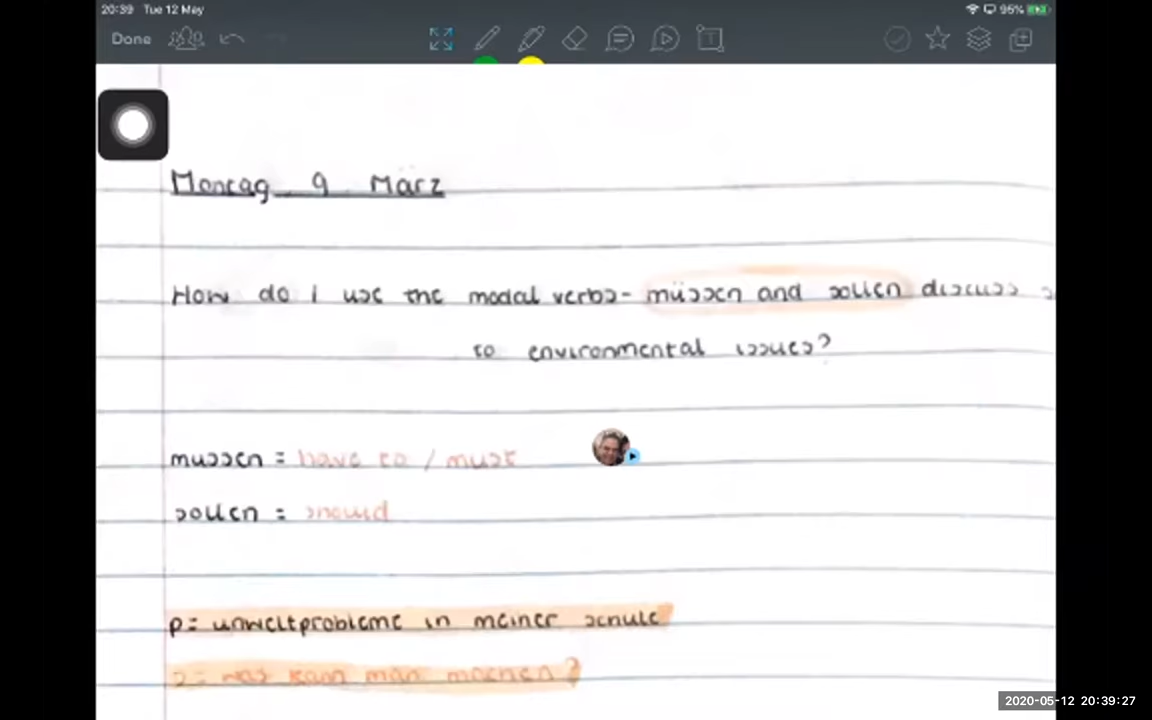 20:39 Tue 12 May
95%
Done
Montag 9 März
How do I use the modal verbs- müssen and sollen discuss s
to environmental issues?
mussen = have to / must
sollen = should
p= umweltprobleme in meiner schule
s= was kann man machen?
2020-05-12 20:39:27